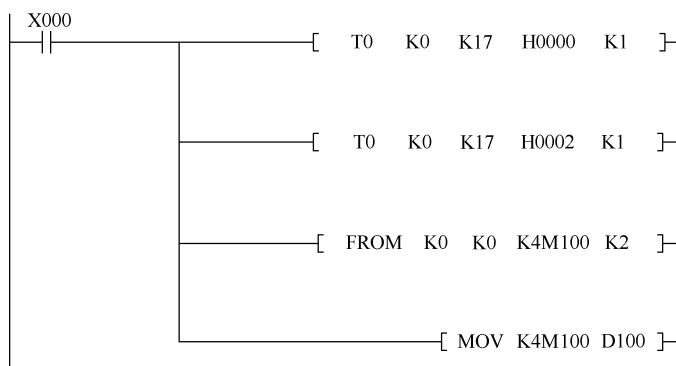 X000
[ T0 K0 K17 H0000 K1 ]
[ T0 K0 K17 H0002 K1 ]
[ FROM K0 K0 K4M100 K2 ]
[ MOV K4M100 D100 ]